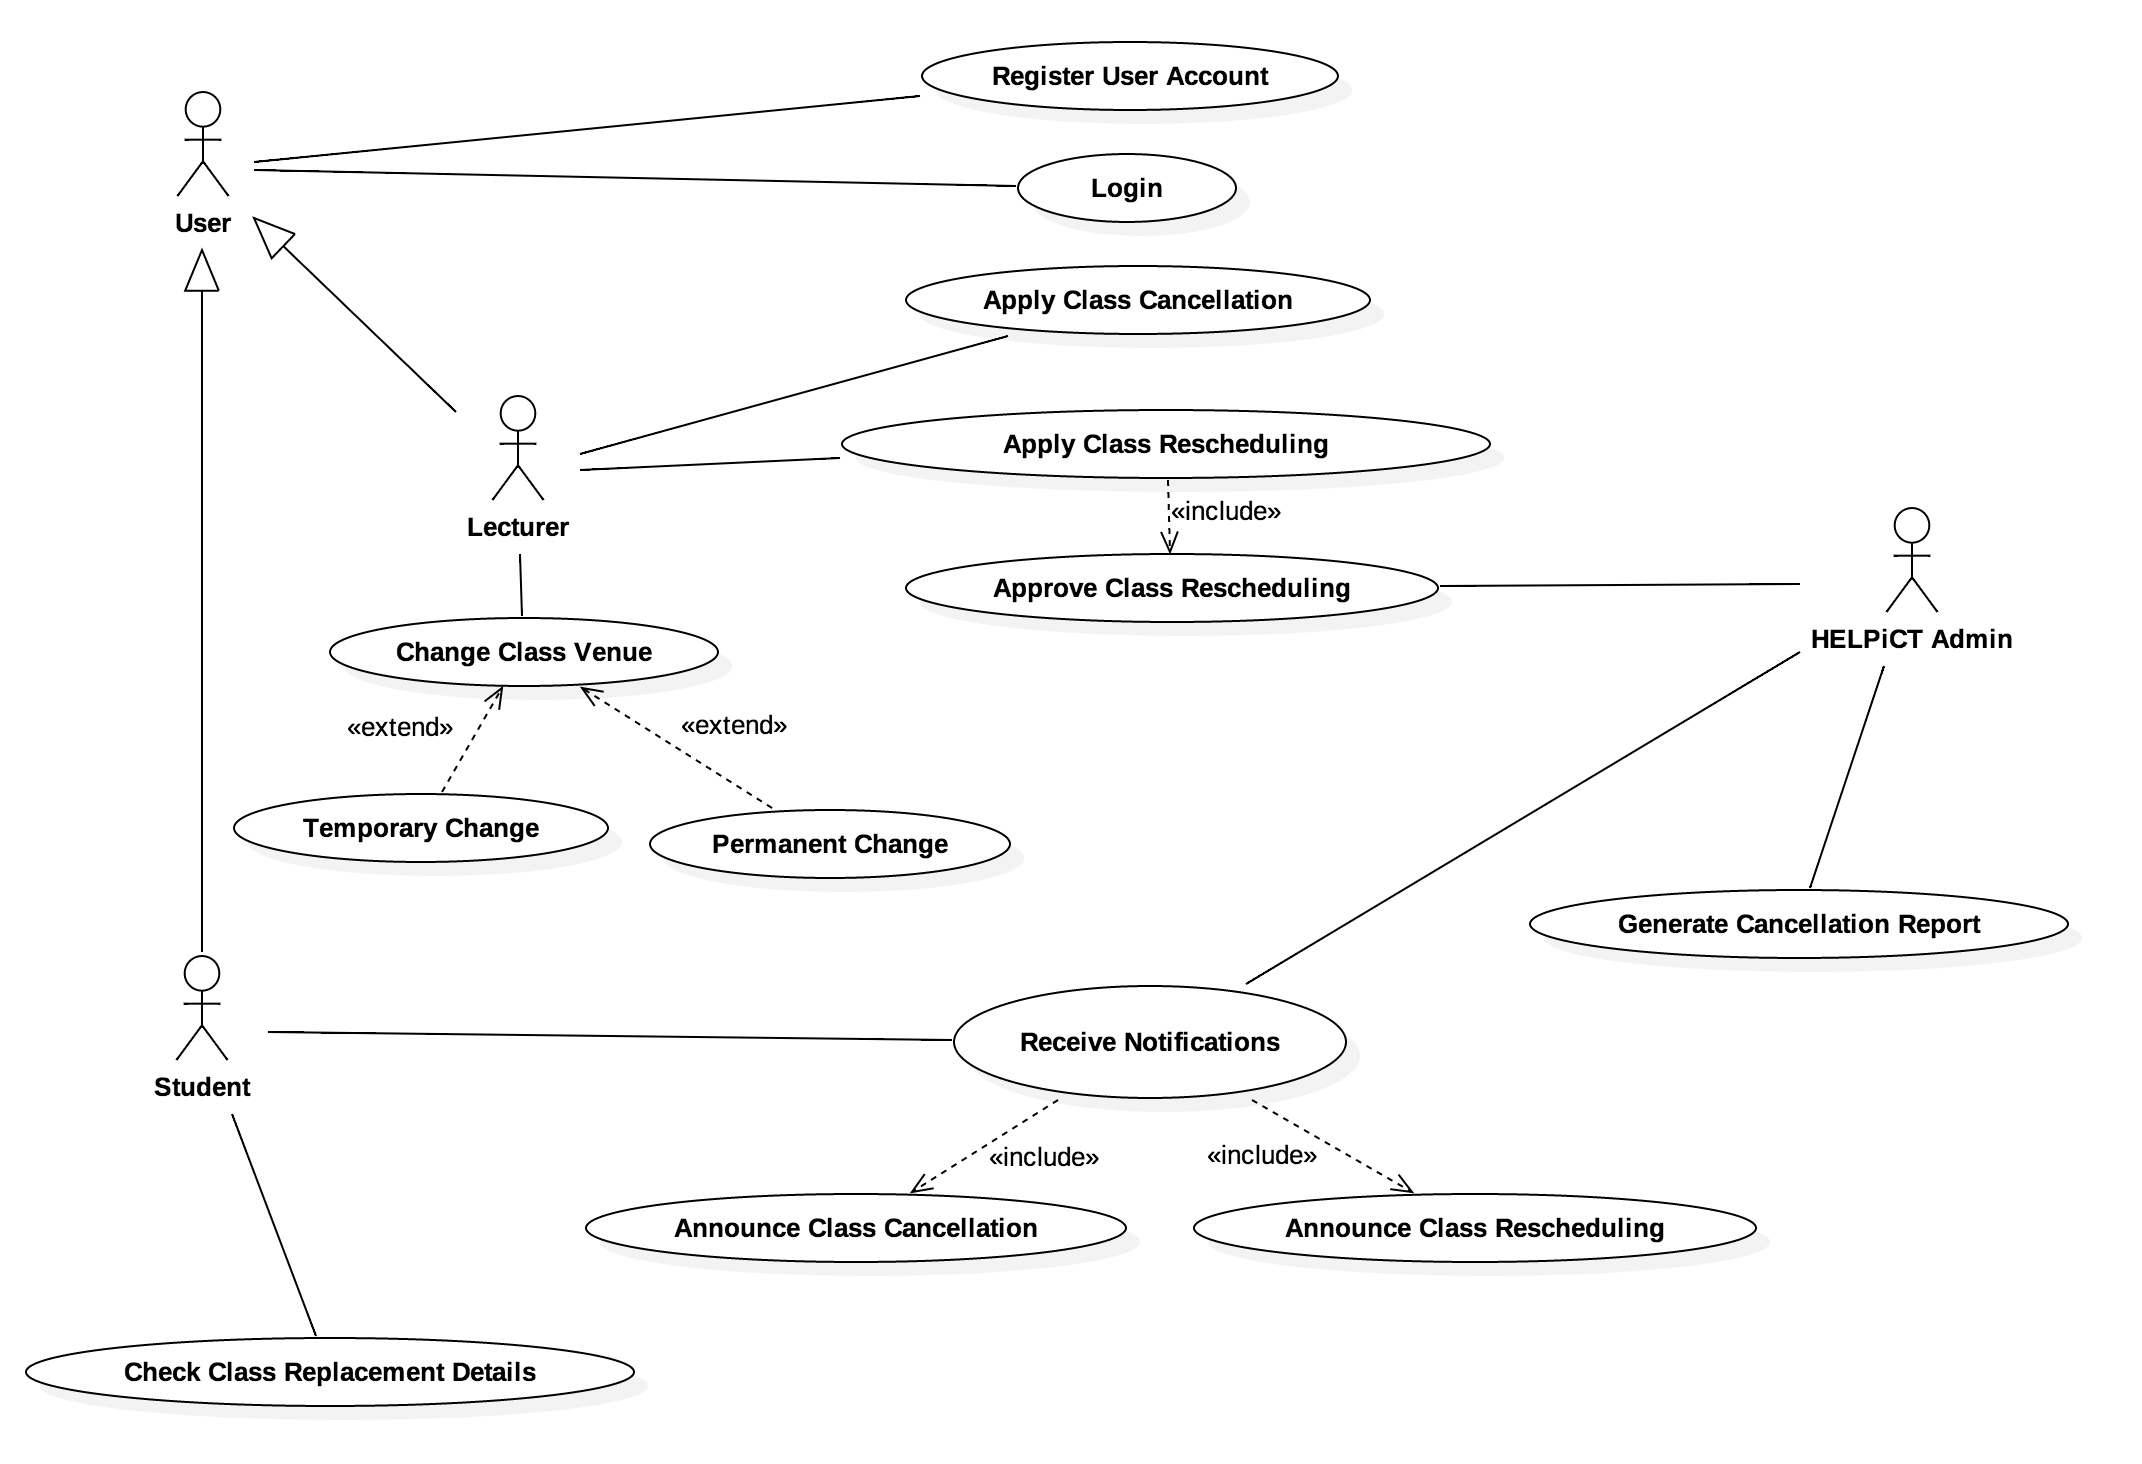 Register User Account
Login
User
Apply Class Cancellation
Apply Class Rescheduling
«include»
Lecturer
Approve Class Rescheduling
HELPiCT Admin
Change Class Venue
«extend»
«extend»
Temporary Change
Permanent Change
Generate Cancellation Report
Receive Notifications
Student
«include»
«include»
Announce Class Cancellation
Announce Class Rescheduling
Check Class Replacement Details